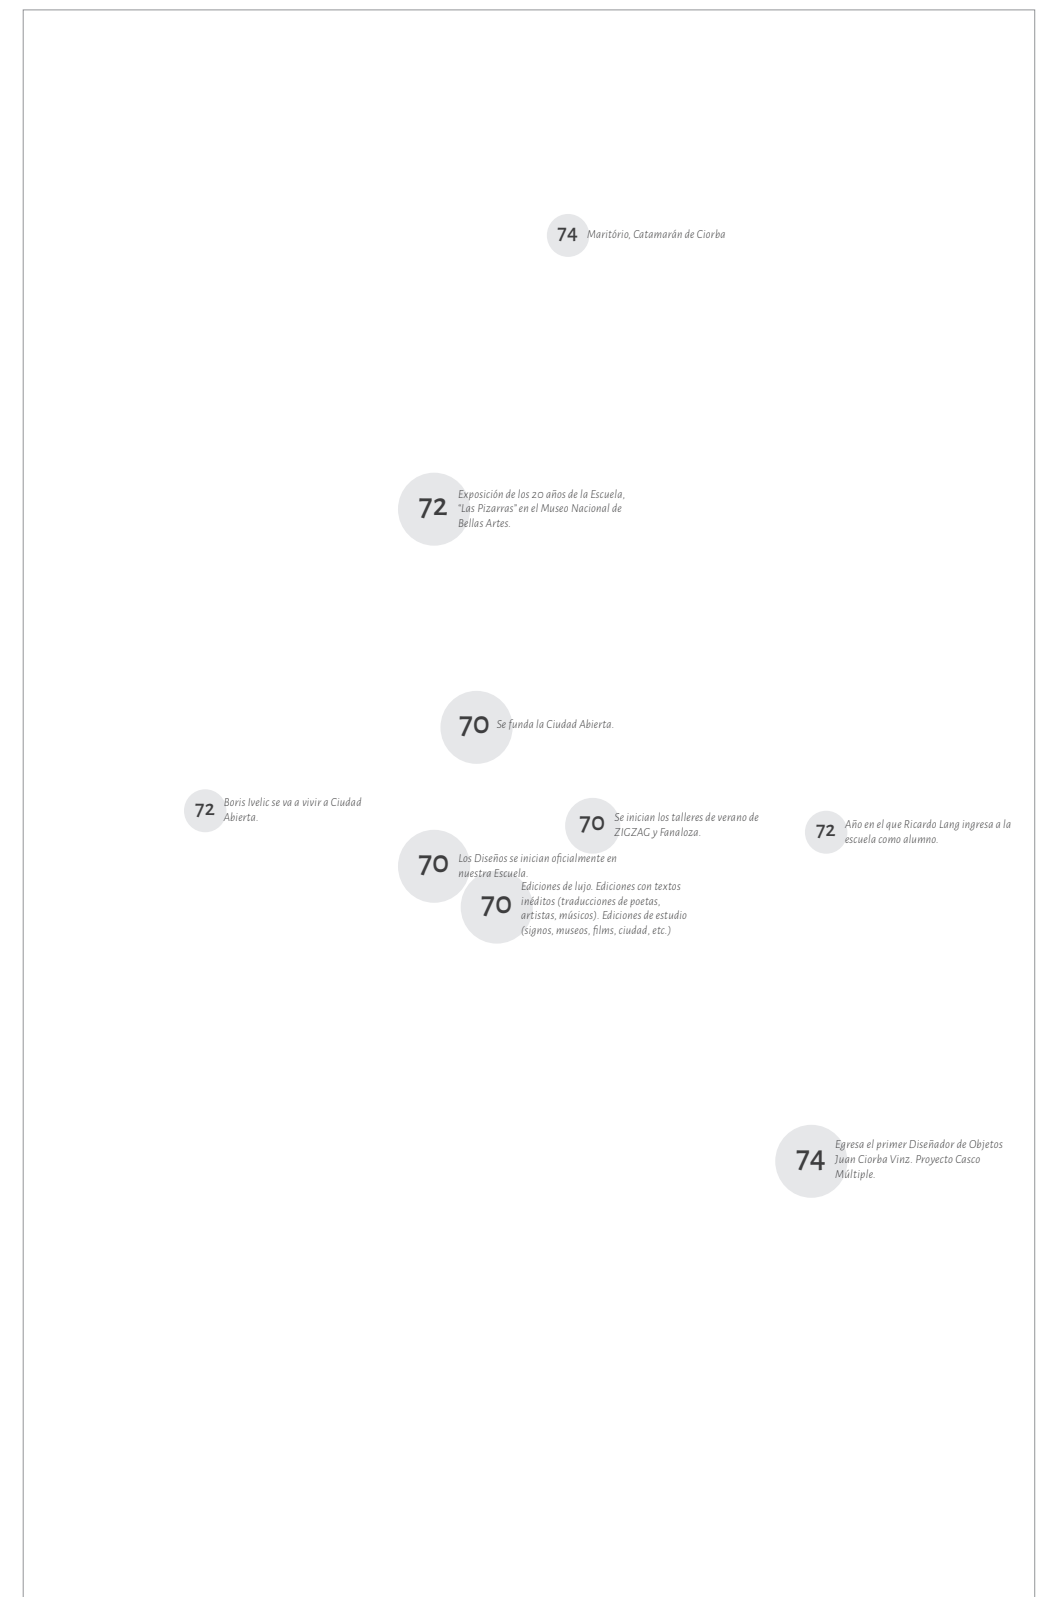 74
Maritório, Catamarán de Ciorba
72
Exposición de los 20 años de la Escuela,
"Las Pizarras" en el Museo Nacional de
Bellas Artes.
70
Se funda la Ciudad Abierta.
72
Boris Ivelic se va a vivir a Ciudad
Abierta.
70
Se inician los talleres de verano de
ZIGZAG y Fanaloza.
72
Año en el que Ricardo Lang ingresa a la
escuela como alumno.
70
Los Diseños se inician oficialmente en
nuestra Escuela.
70
Ediciones de lujo. Ediciones con textos
inéditos (traducciones de poetas,
artistas, músicos). Ediciones de estudio
(signos, museos, films, ciudad, etc.)
74
Egresa el primer Diseñador de Objetos
Juan Ciorba Vinz. Proyecto Casco
Múltiple.